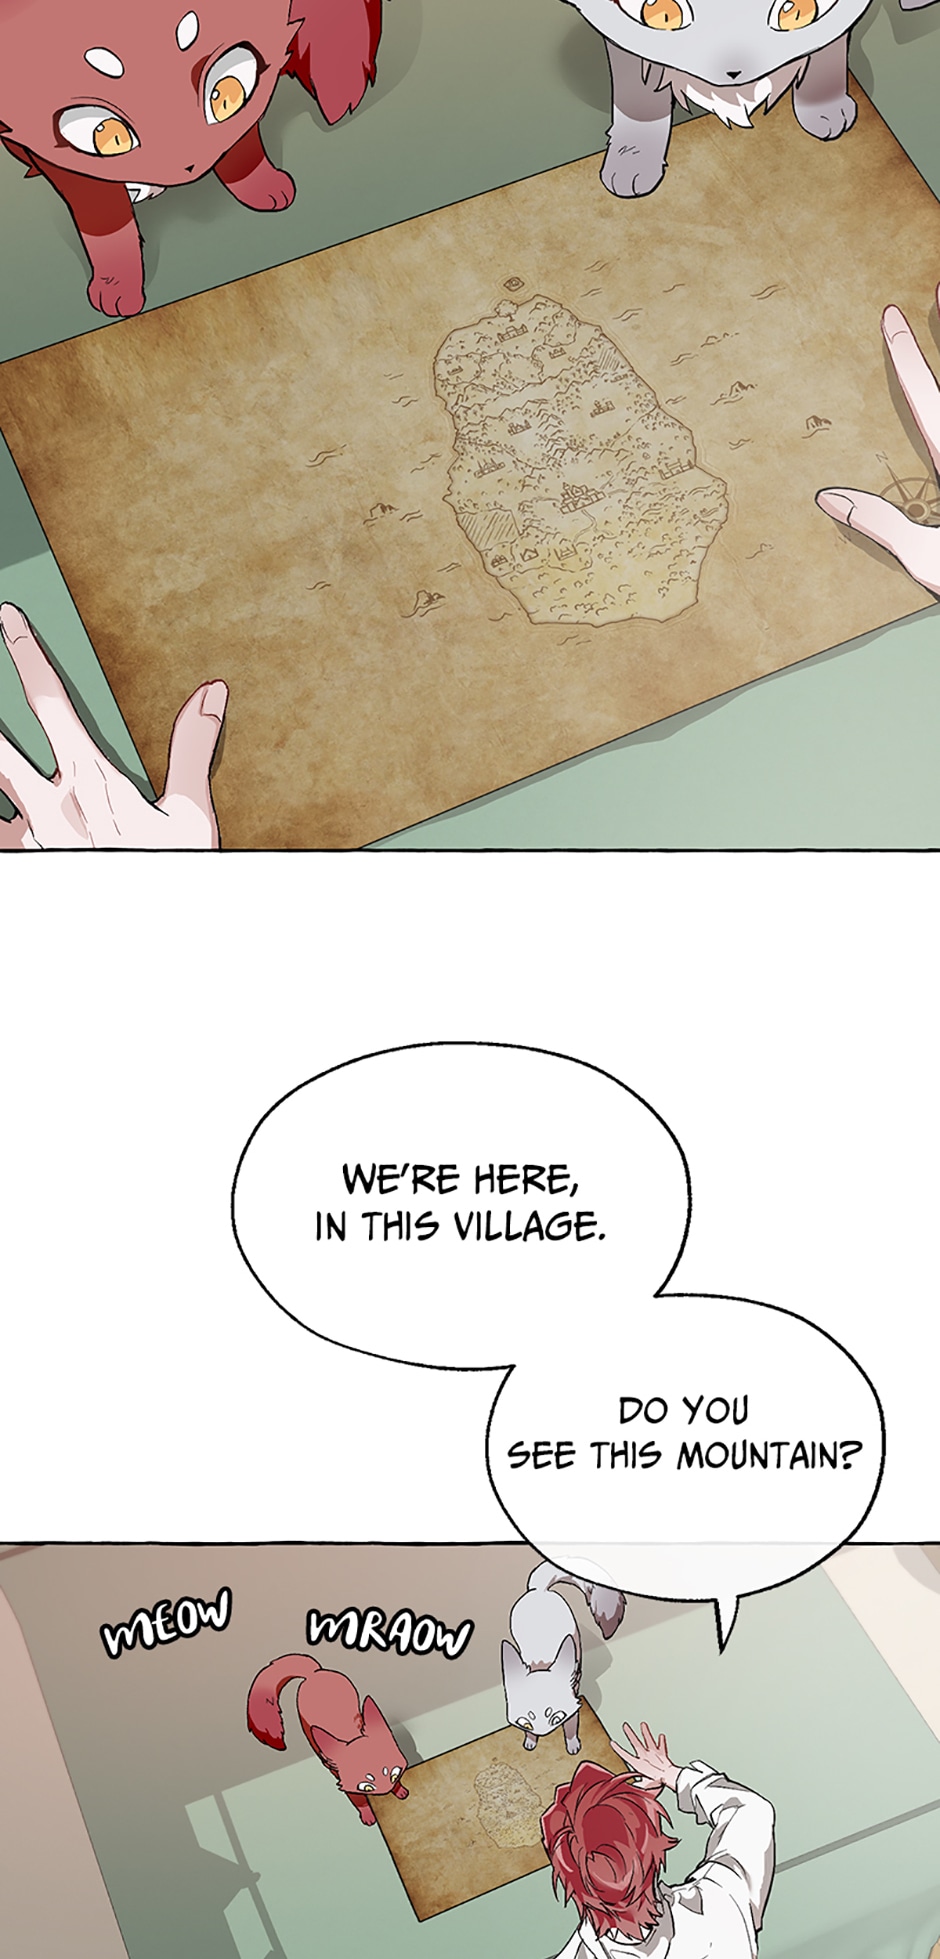 WE'RE HERE,
IN THIS VILLAGE.
DO YOU
SEE THIS MOUNTAIN?
MEOW
MRAOW